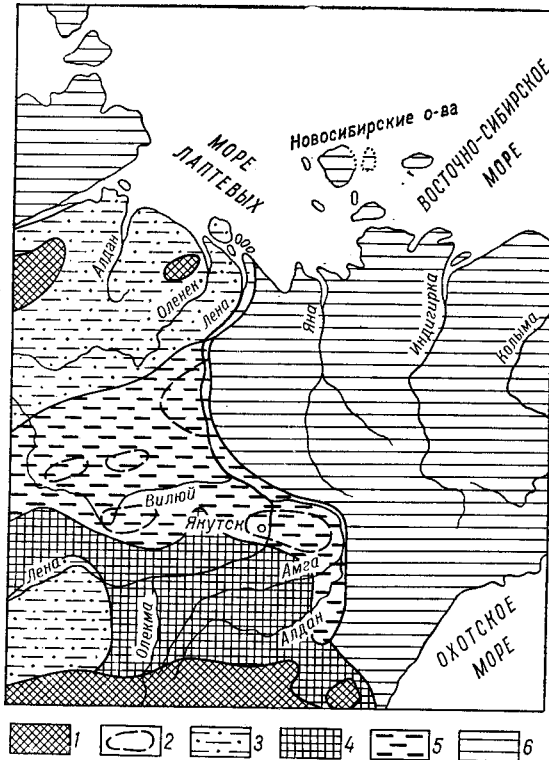 МОРЕ
ЛАПТЕВЫХ
Новосибирские о-ва
ВОСТОЧНО-СИБИРСКОЕ
МОРЕ
Алдан
Оленек
Лена
Яна
Индигирка
Колыма
Вилюй
Якутск
Лена
Амга
Олекма
Алдан
ОХОТСКОЕ
МОРЕ
1 2 3 4 5 6